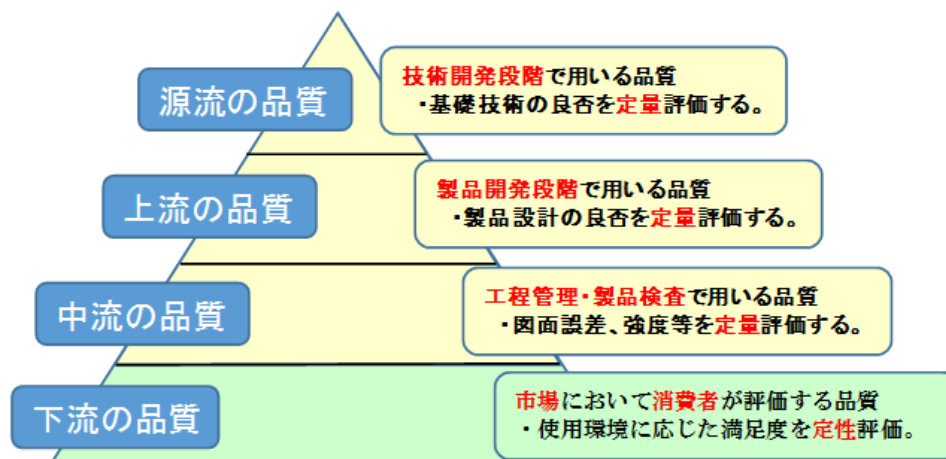 源流の品質
技術開発段階で用いる品質
・基礎技術の良否を定量評価する。
上流の品質
製品開発段階で用いる品質
・製品設計の良否を定量評価する。
中流の品質
工程管理・製品検査で用いる品質
・図面誤差、強度等を定量評価する。
下流の品質
市場において消費者が評価する品質
・使用環境に応じた満足度を定性評価。